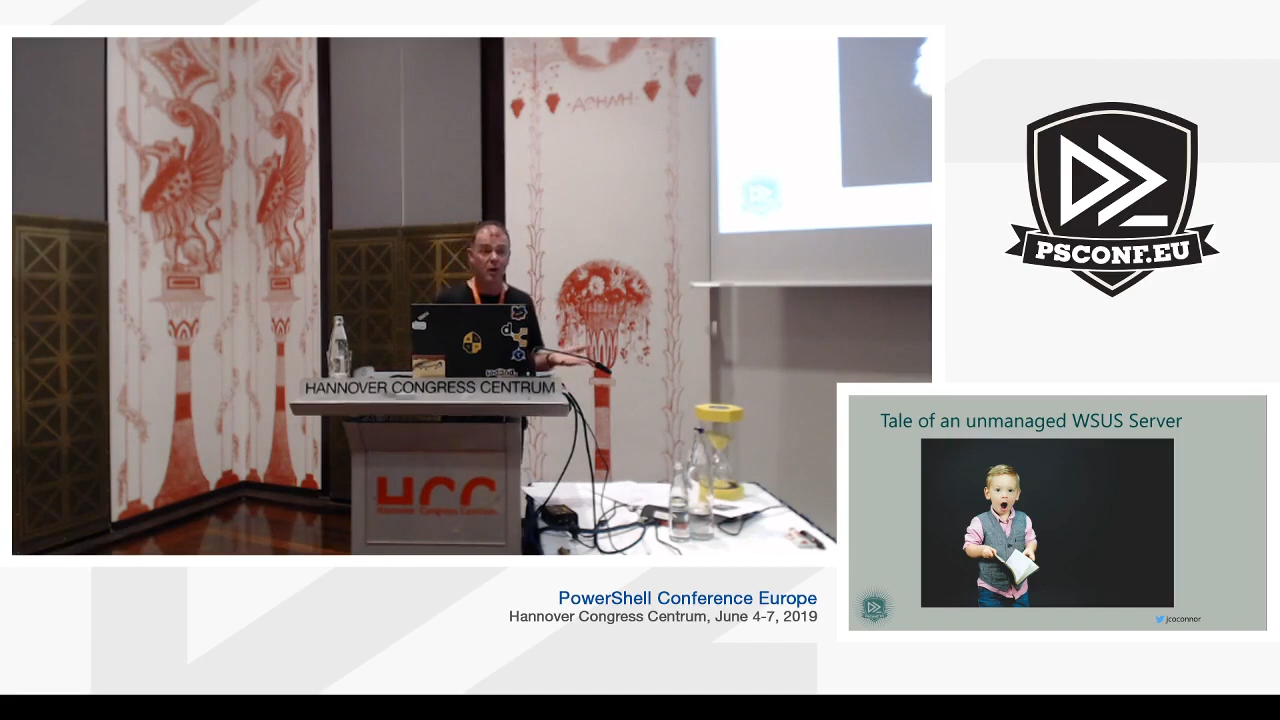 HANNOVER CONGRESS CENTRUM
HCC
Hannover Congress Centrum
PSCONF.EU
Tale of an unmanaged WSUS Server
jcoconnor
PowerShell Conference Europe
Hannover Congress Centrum, June 4-7, 2019